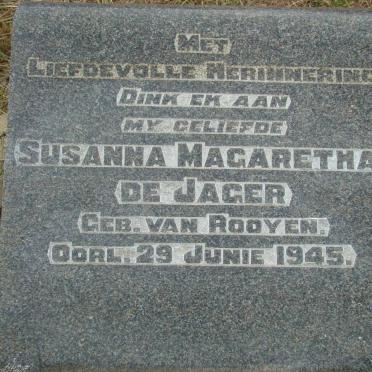 MET
LIEFDEVOLLE HERINNERING
DINK EK AAN
MY GELIEFDE
SUSANNA MAGARETHA
DE JAGER
GEB. VAN ROOYEN.
OORL. 29 JUNIE 1945.